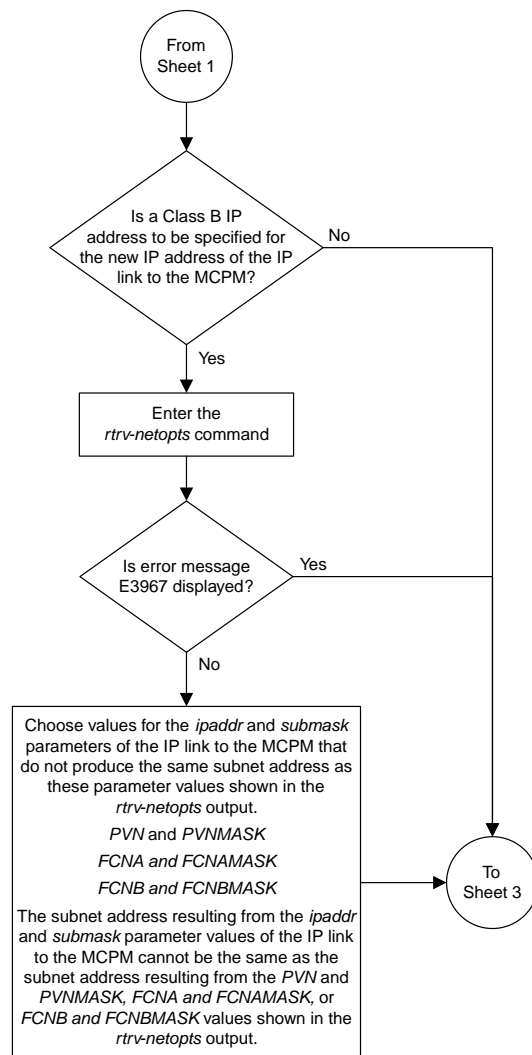 From
Sheet 1
Is a Class B IP
address to be specified for
the new IP address of the IP
link to the MCPM?
No
Yes
Enter the
rtrv-netopts command
Is error message
E3967 displayed?
Yes
No
Choose values for the ipaddr and submask
parameters of the IP link to the MCPM that
do not produce the same subnet address as
these parameter values shown in the
rtrv-netopts output.
PVN and PVNMASK
FCNA and FCNAMASK
FCNB and FCNBMASK
The subnet address resulting from the ipaddr
and submask parameter values of the IP link
to the MCPM cannot be the same as the
subnet address resulting from the PVN and
PVNMASK, FCNA and FCNAMASK, or
FCNB and FCNBMASK values shown in the
rtrv-netopts output.
To
Sheet 3